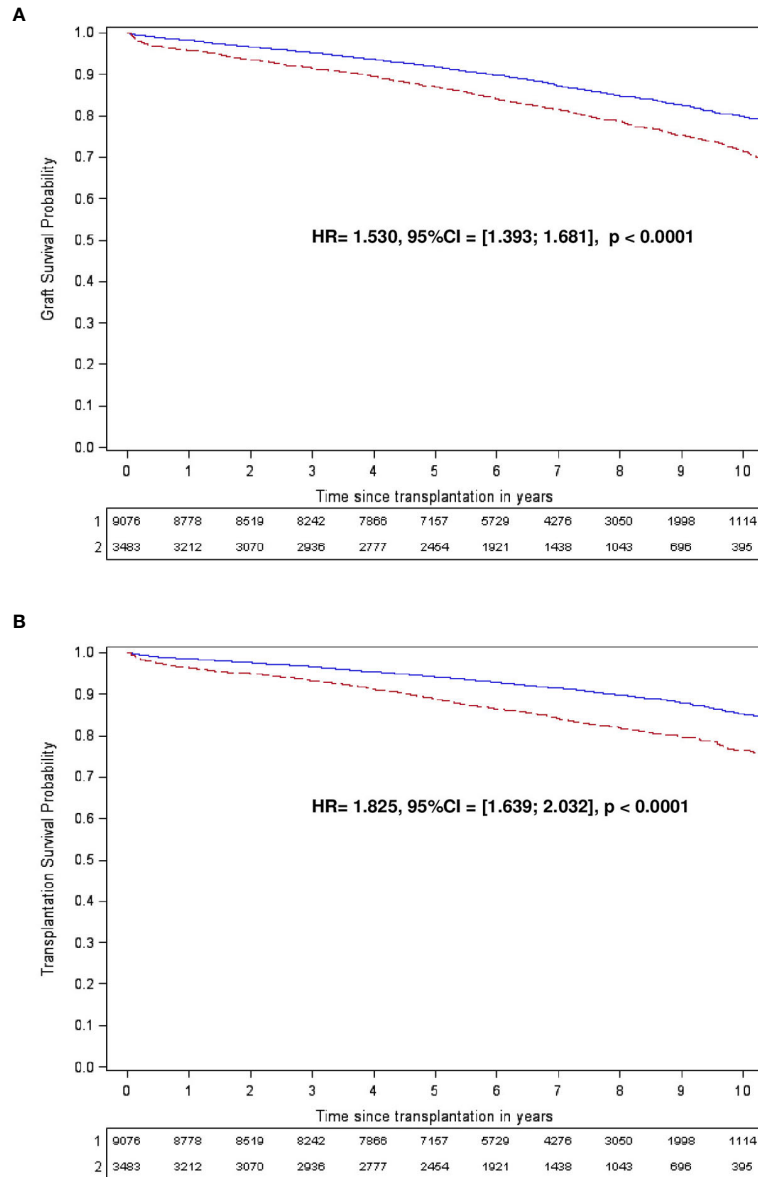 A
1.0
0.9
0.8
0.7
0.6
0.5
0.4
0.3
0.2
0.1
0.0
Graft Survival Probability
HR= 1.530, 95%CI = [1.393; 1.681], p < 0.0001
0 1 2 3 4 5 6 7 8 9 10
Time since transplantation in years
1 9076 8778 8519 8242 7866 7157 5729 4276 3050 1998 1114
2 3483 3212 3070 2936 2777 2454 1921 1438 1043 696 395
B
1.0
0.9
0.8
0.7
0.6
0.5
0.4
0.3
0.2
0.1
0.0
Transplantation Survival Probability
HR= 1.825, 95%CI = [1.639; 2.032], p < 0.0001
0 1 2 3 4 5 6 7 8 9 10
Time since transplantation in years
1 9076 8778 8519 8242 7866 7157 5729 4276 3050 1998 1114
2 3483 3212 3070 2936 2777 2454 1921 1438 1043 696 395